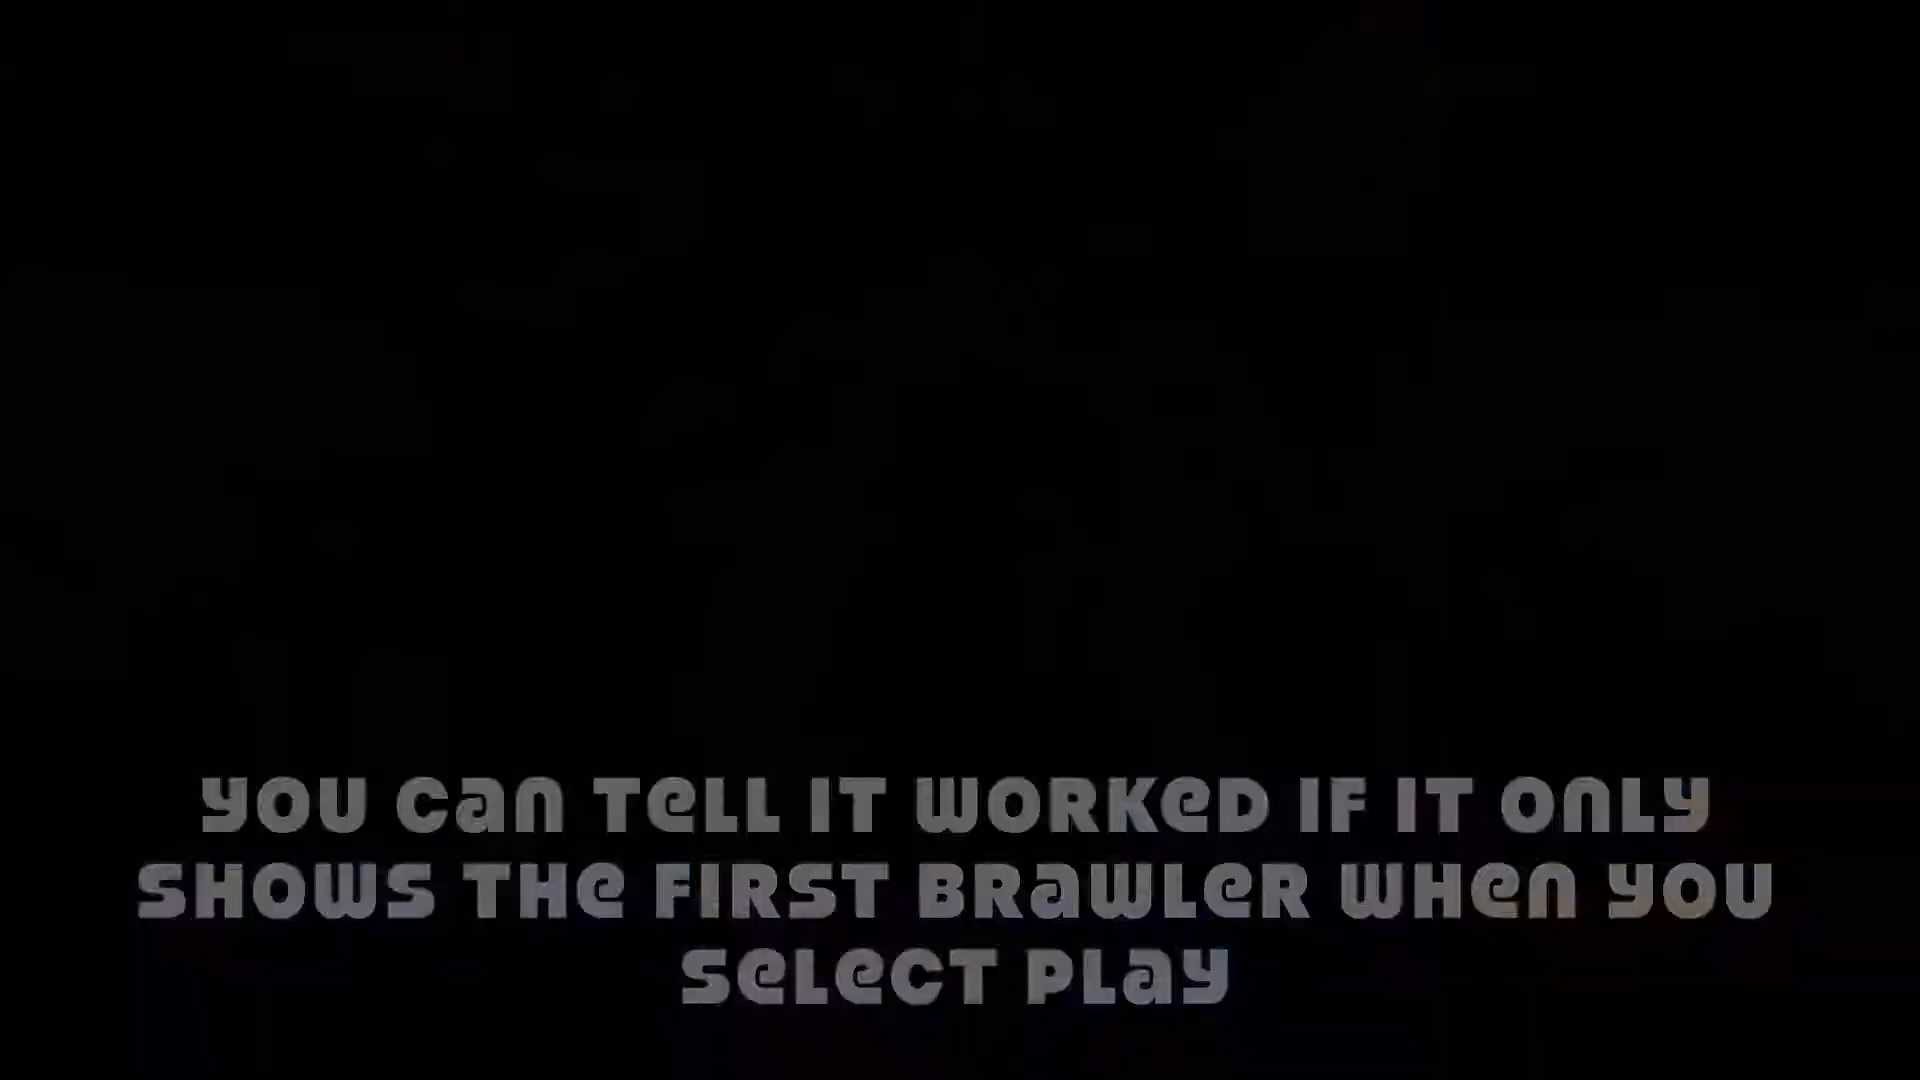 YOU CAN TELL IT WORKED IF IT ONLY
SHOWS THE FIRST BRAWLER WHEN YOU
SELECT PLAY